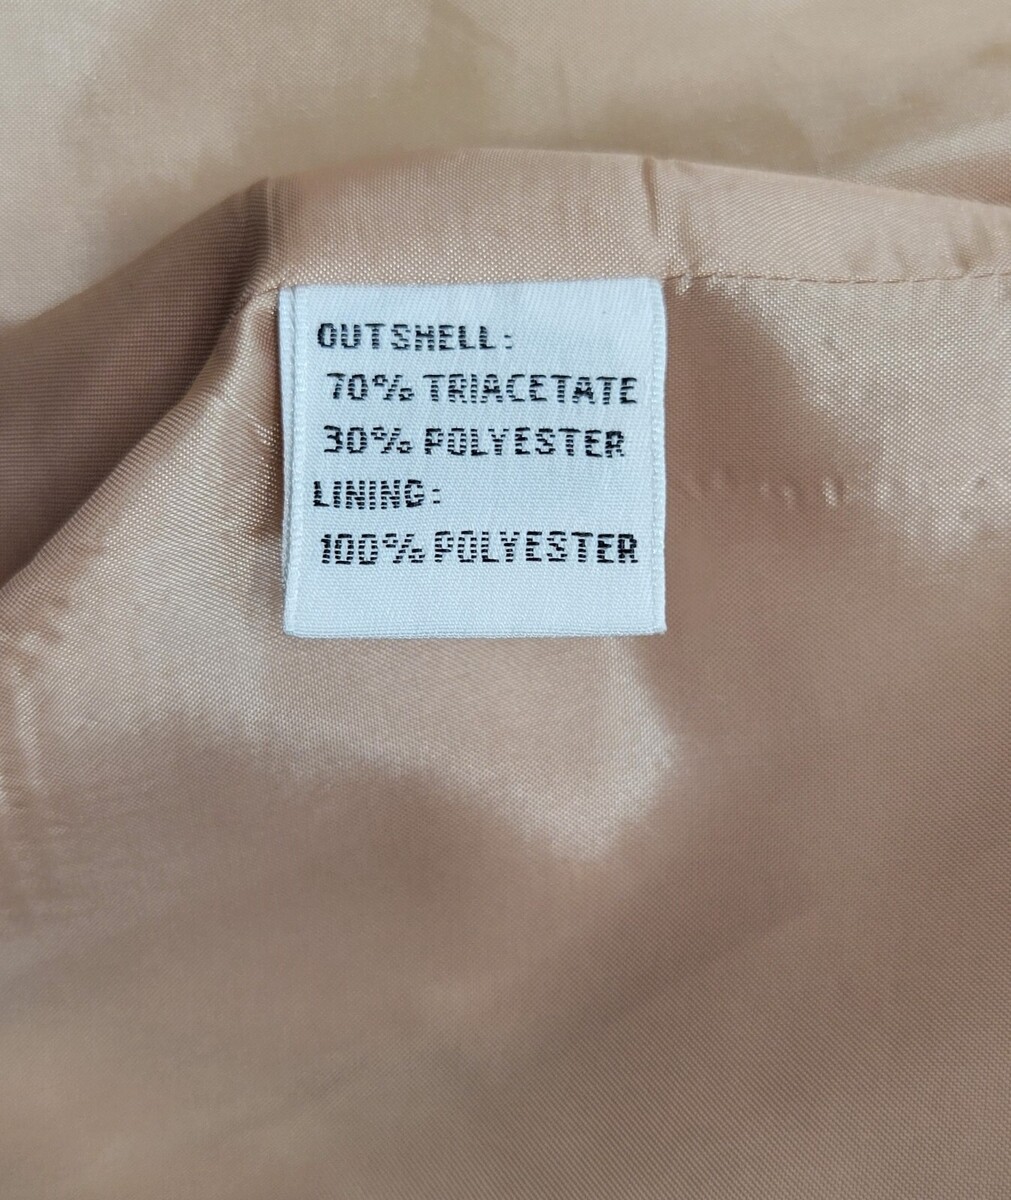 OUTSHELL:
70% TRIACETATE
30% POLYESTER
LINING:
100% POLYESTER